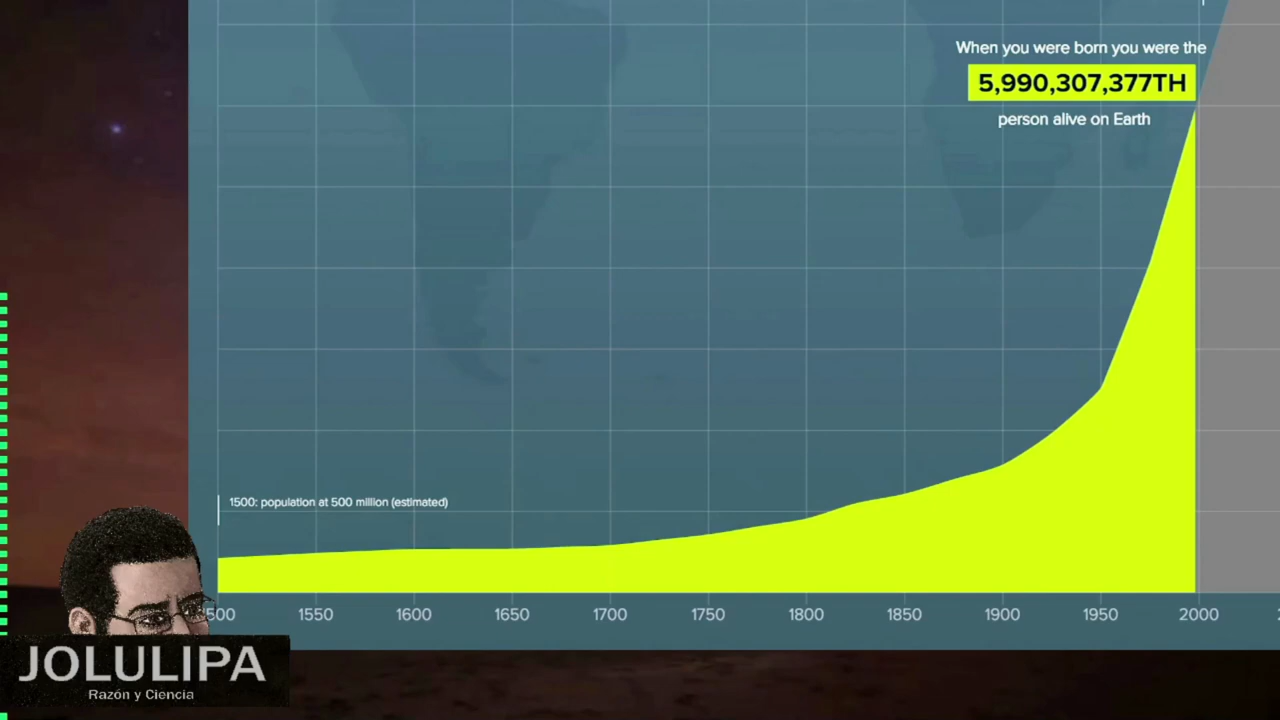 When you were born you were the
5,990,307,377TH
person alive on Earth
1500: population at 500 million (estimated)
500 1550 1600 1650 1700 1750 1800 1850 1900 1950 2000
JOLULIPA
Razón y Ciencia